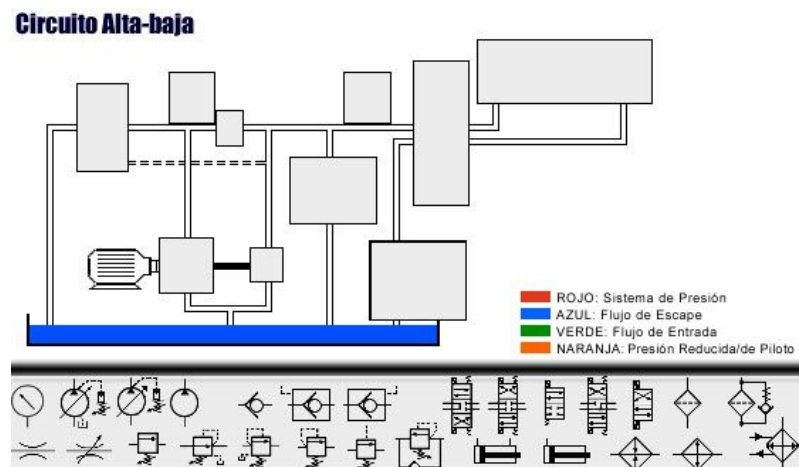 Circuito Alta-baja
ROJO: Sistema de Presión
AZUL: Flujo de Escape
VERDE: Flujo de Entrada
NARANJA: Presión Reducida/de Piloto